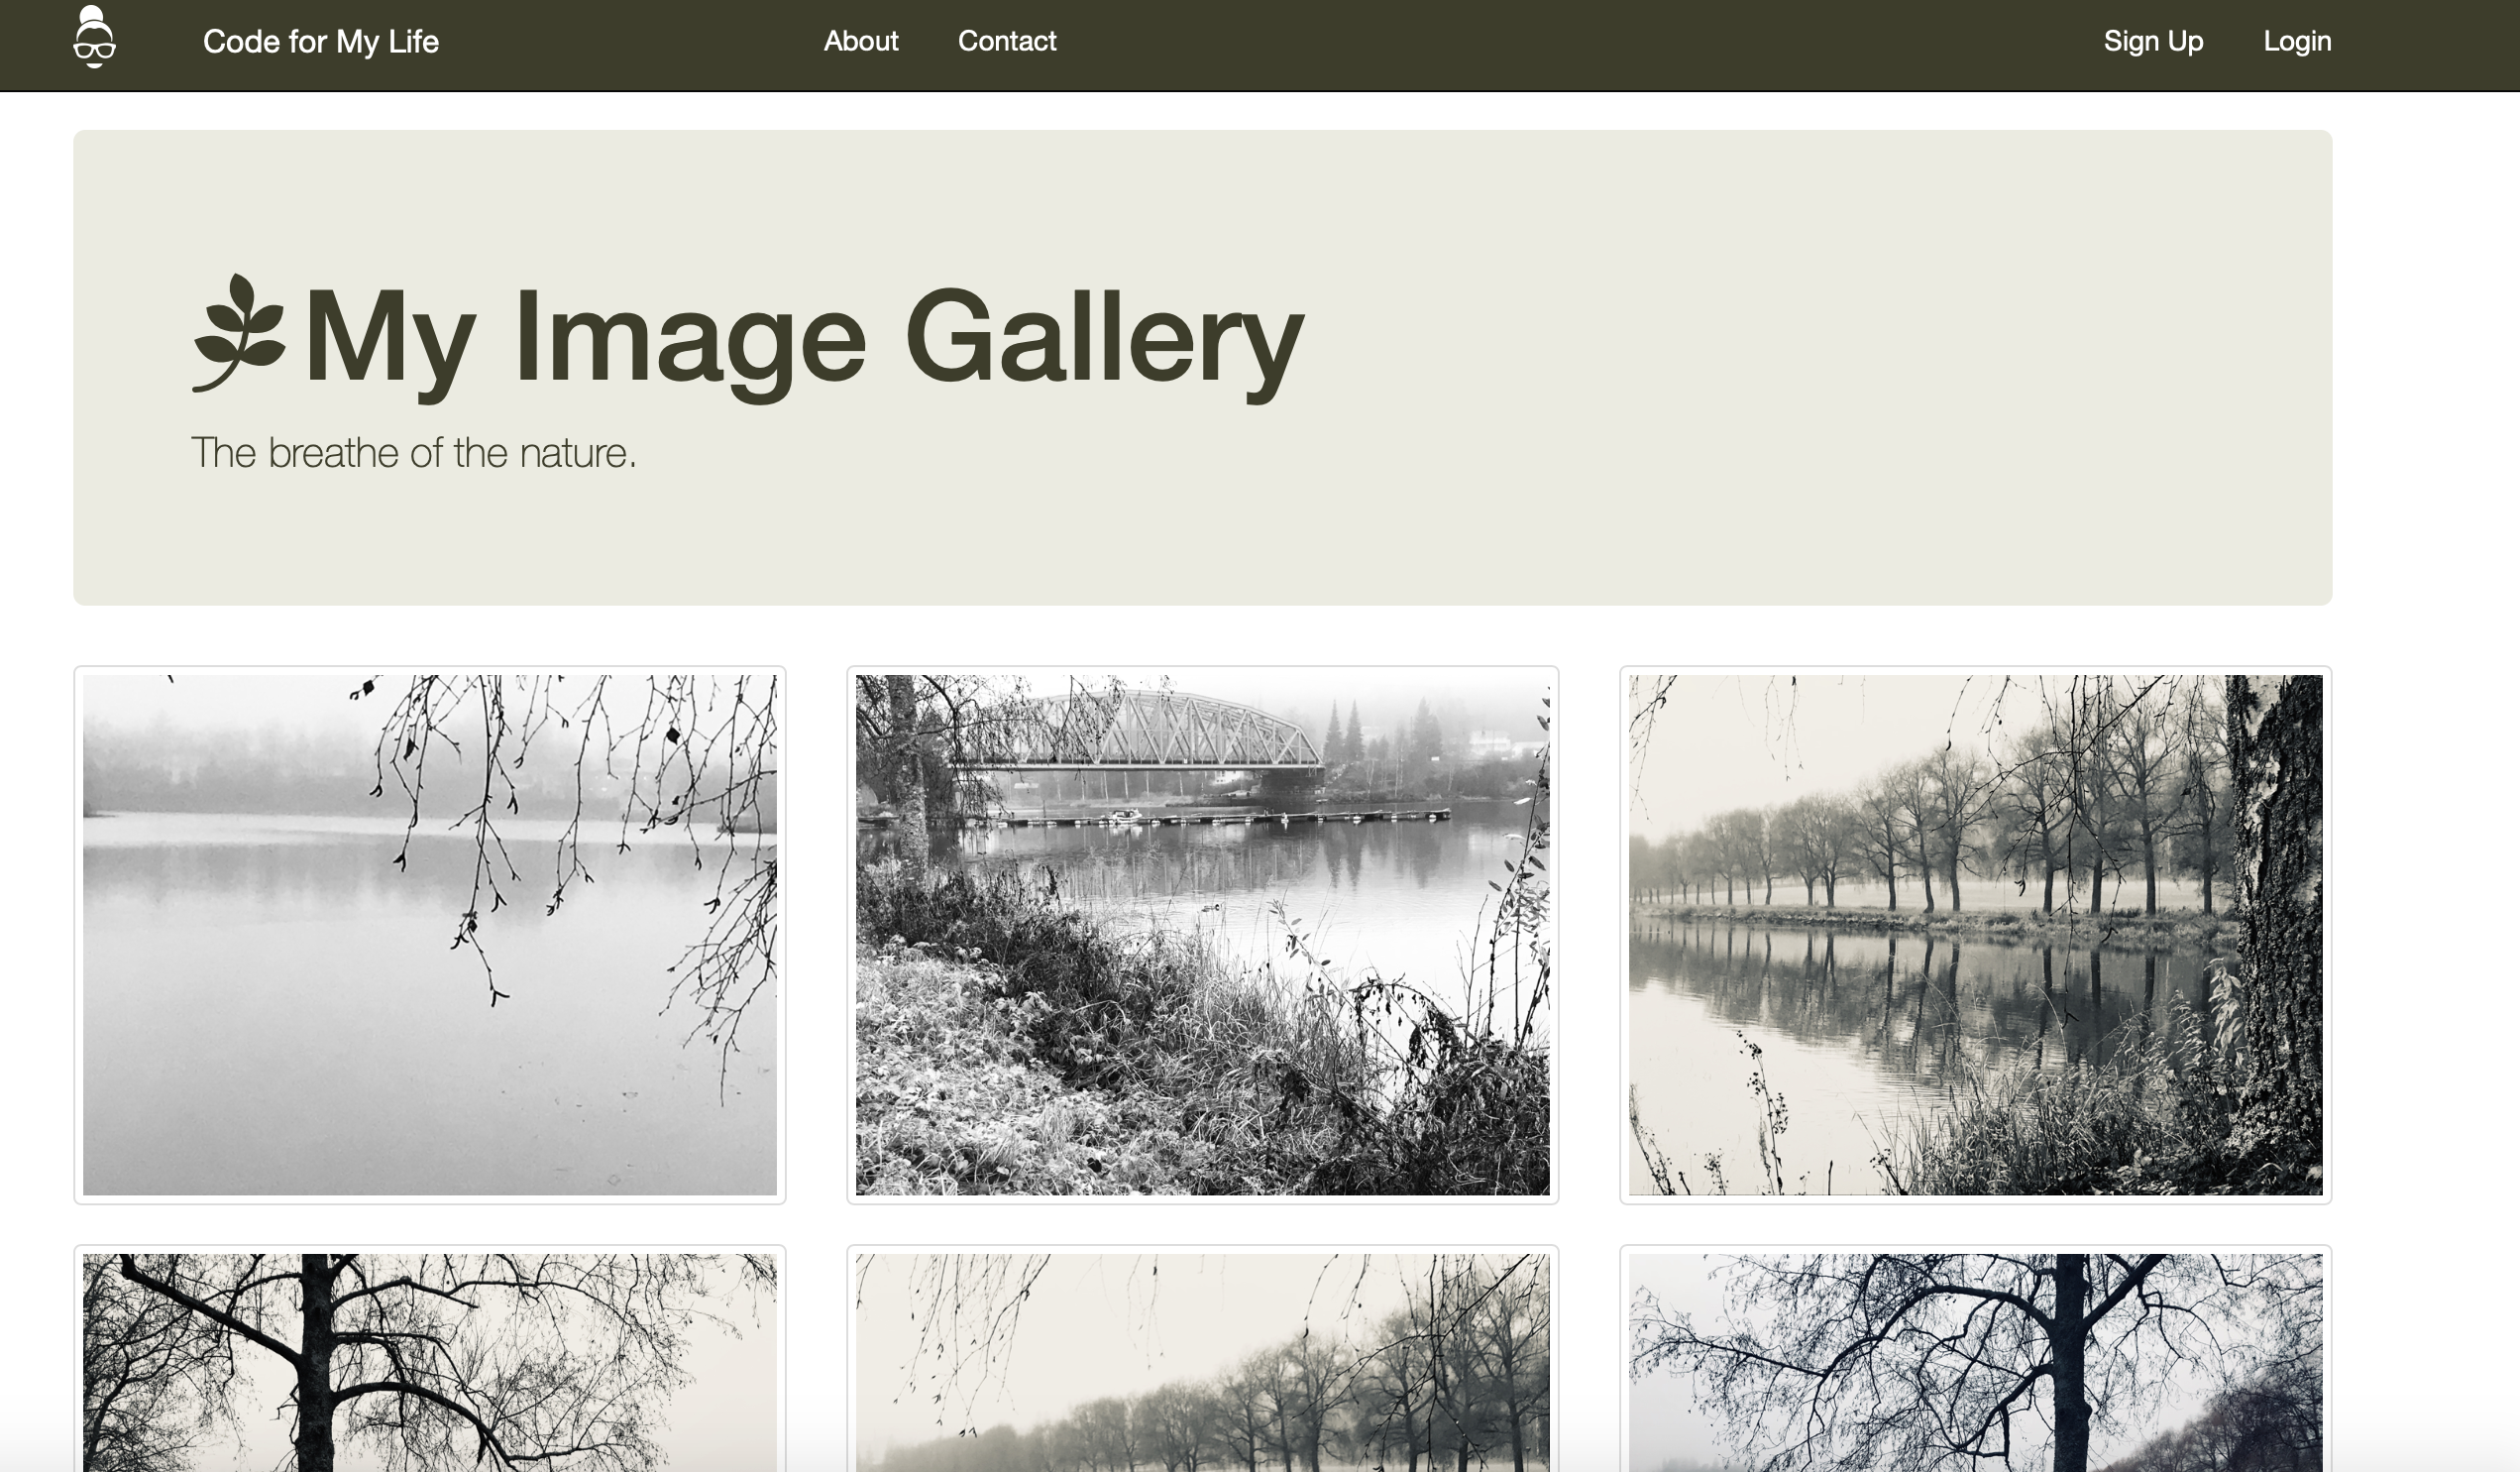 Code for My Life About Contact Sign Up Login
My Image Gallery
The breathe of the nature.